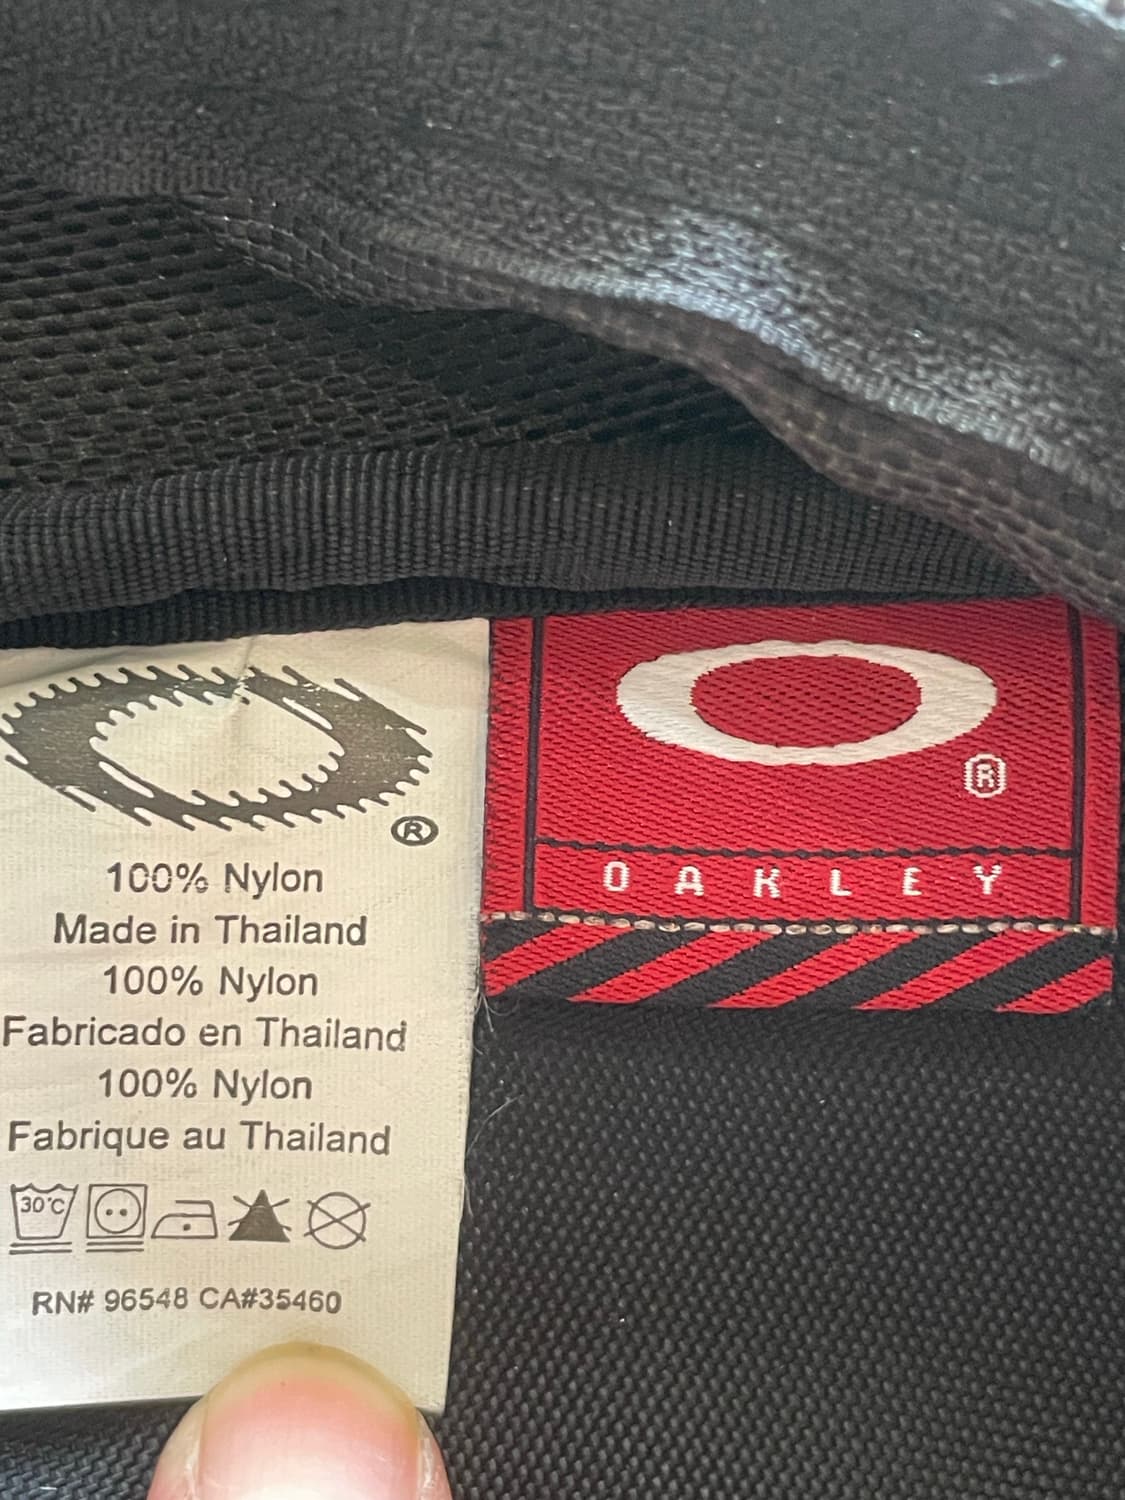 ®
100% Nylon
Made in Thailand
100% Nylon
Fabricado en Thailand
100% Nylon
Fabrique au Thailand
30°C
RN# 96548 CA#35460
®
OAKLEY